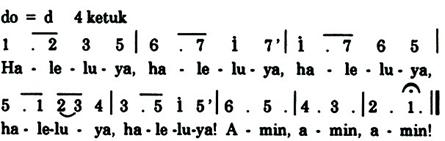 do = d 4 ketuk
1 . 2 3 5 | 6 . 7 i 7' | i . 7 6 5 |
Ha - le - lu - ya, ha - le - lu - ya, ha - le - lu - ya,
5 . 1 2 3 4 | 3 . 5 i 5' | 6 . 5 . | 4 . 3 . | 2 . 1 . ||
ha - le-lu - ya, ha - le -lu-ya! A - min, a - min, a - min!